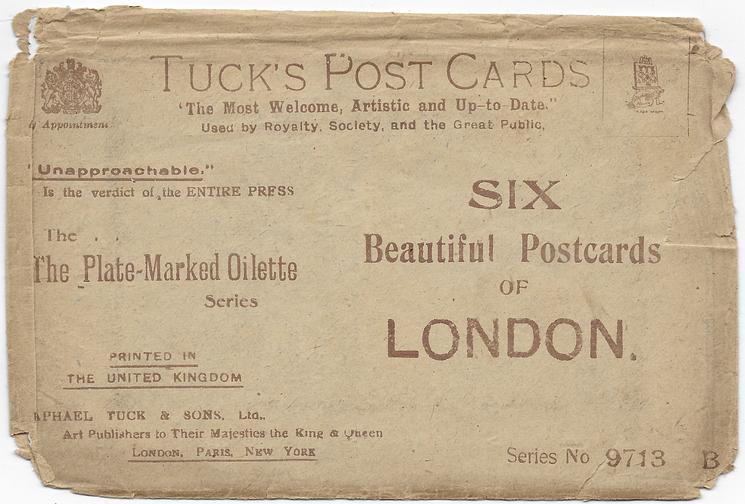 TUCK'S POST CARDS
"The Most Welcome, Artistic and Up-to Date."
Used by Royalty, Society, and the Great Public,
y Appointment
"Unapproachable."
Is the verdict of the ENTIRE PRESS
The . .
The Plate-Marked Oilette
Series
PRINTED IN
THE UNITED KINGDOM
APHAEL TUCK & SONS, Ltd.,
Art Publishers to Their Majesties the King & Queen
LONDON, PARIS, NEW YORK
SIX
Beautiful Postcards
OF
LONDON.
Series No 9713 B